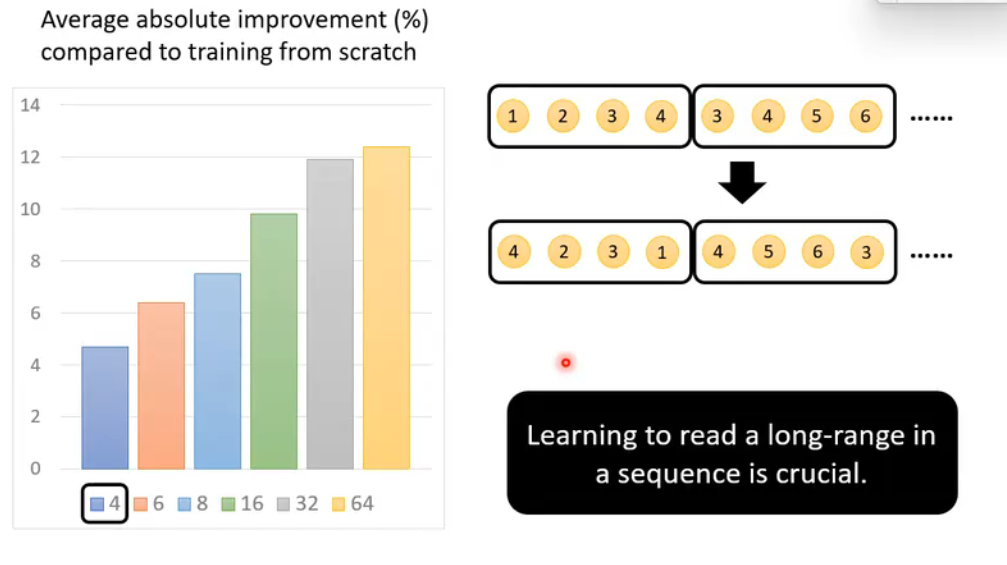 Average absolute improvement (%)
compared to training from scratch
14
12
10
8
6
4
2
0
4 6 8 16 32 64
1 2 3 4 3 4 5 6 ......
4 2 3 1 4 5 6 3 ......
Learning to read a long-range in
a sequence is crucial.